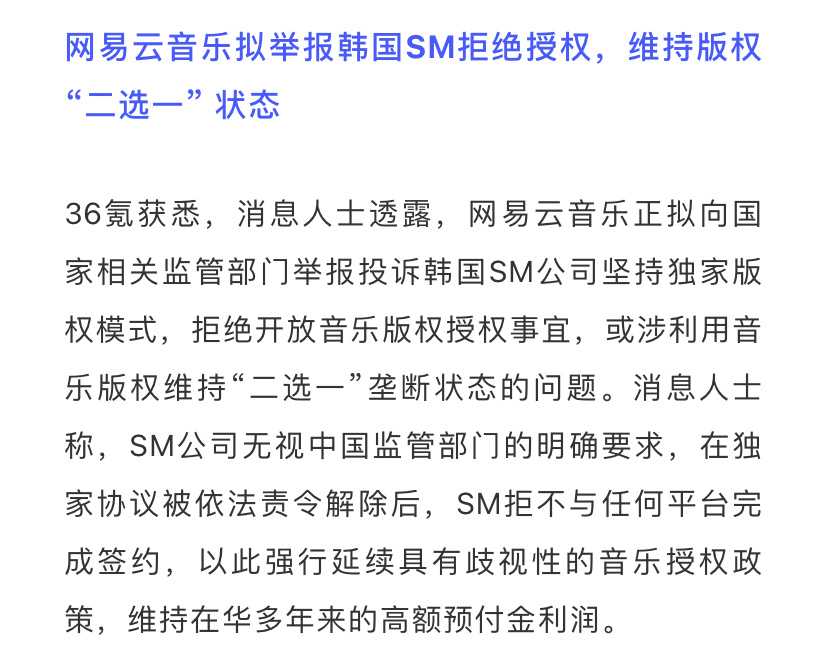 网易云音乐拟举报韩国SM拒绝授权，维持版权
“二选一” 状态
36氪获悉，消息人士透露，网易云音乐正拟向国
家相关监管部门举报投诉韩国SM公司坚持独家版
权模式，拒绝开放音乐版权授权事宜，或涉利用音
乐版权维持“二选一”垄断状态的问题。消息人士
称，SM公司无视中国监管部门的明确要求，在独
家协议被依法责令解除后，SM拒不与任何平台完
成签约，以此强行延续具有歧视性的音乐授权政
策，维持在华多年来的高额预付金利润。